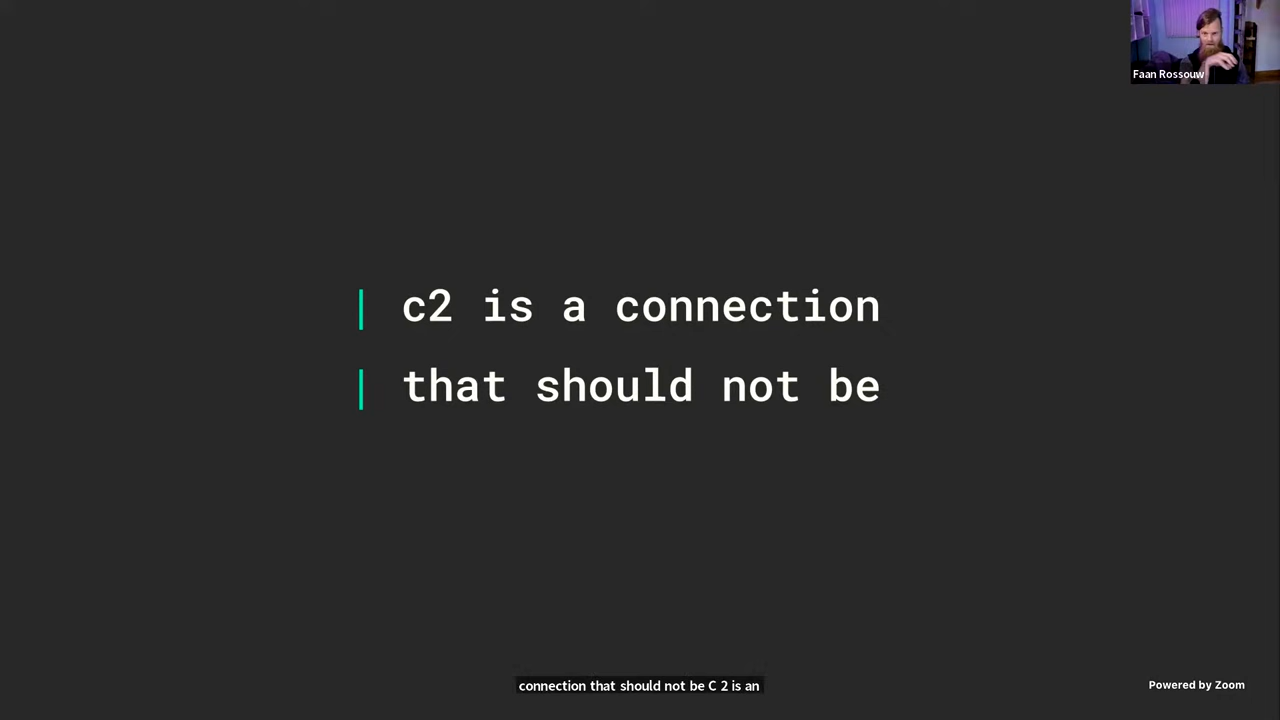 Faan Rossouw
| c2 is a connection
| that should not be
connection that should not be C 2 is an
Powered by Zoom